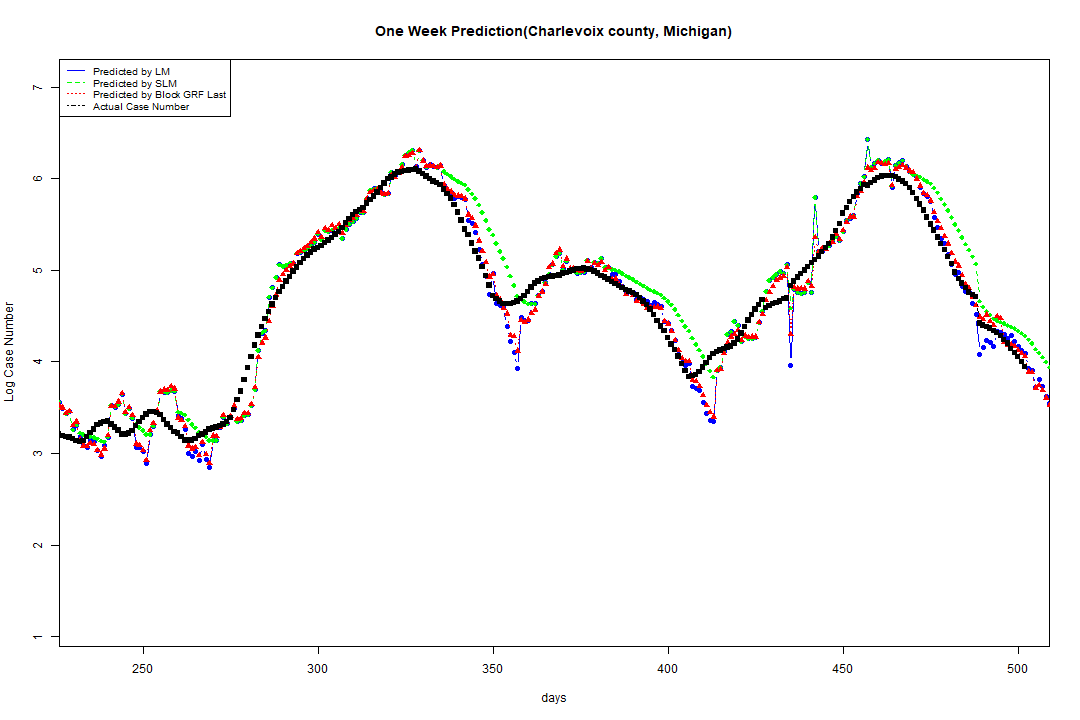 One Week Prediction(Charlevoix county, Michigan)
Predicted by LM
Predicted by SLM
Predicted by Block GRF Last
Actual Case Number
Log Case Number
7
6
5
4
3
2
1
250 300 350 400 450 500
days